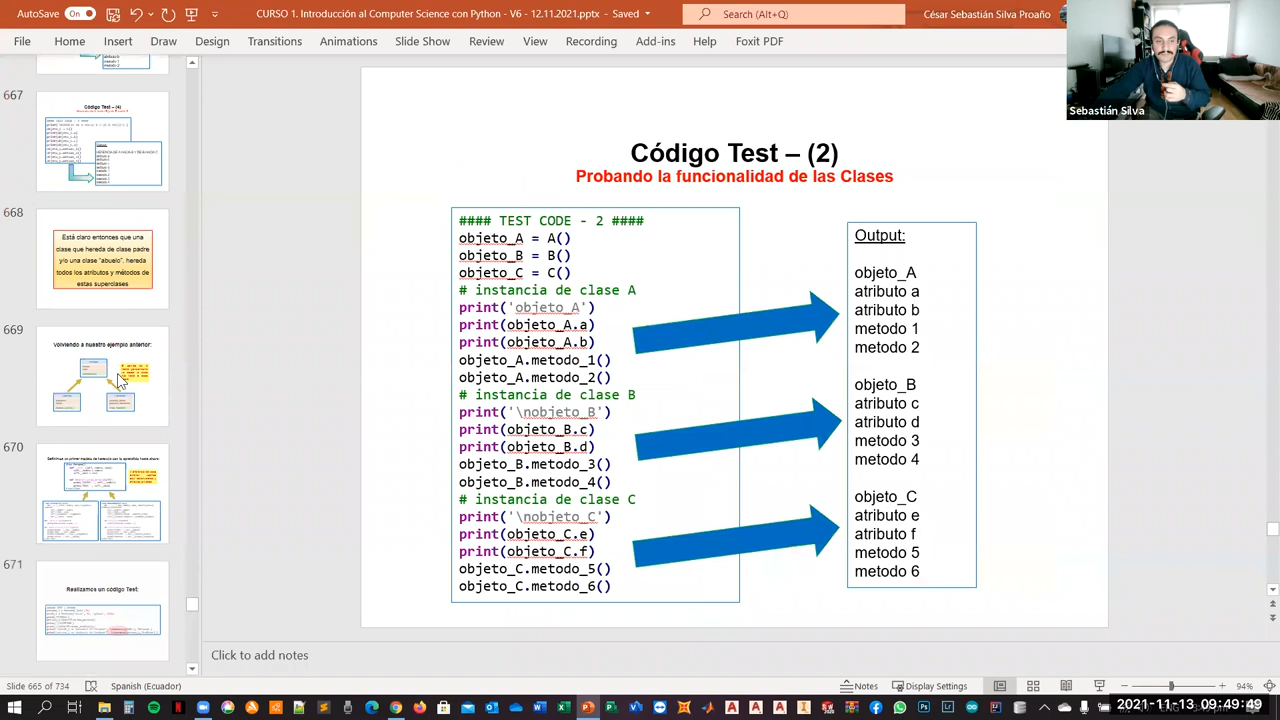 AutoSave On CURSO 1. Introduction al Computer Science con Python - 16 - 12.11.2021.pptx - Saved Search César Sebastián Silva Proaño
File Home Insert Draw Design Transitions Animations Slide Show Review View Recording Add-ins Help Foxit PDF
Sebastián Silva
667
Código Test – (4)
668
Está claro entonces que una
clase que hereda de clase padre
y/o una clase "abuelo", hereda
todos los atributos y métodos de
estas superclases
669
Volviendo a nuestro ejemplo anterior:
670
671
Realizamos un código Test:
Código Test – (2)
Probando la funcionalidad de las Clases
#### TEST CODE - 2 ####
objeto_A = A()
objeto_B = B()
objeto_C = C()
# instancia de clase A
print('objeto_A')
print(objeto_A.a)
print(objeto_A.b)
objeto_A.metodo_1()
objeto_A.metodo_2()
# instancia de clase B
print('\nobjeto_B')
print(objeto_B.c)
print(objeto_B.d)
objeto_B.metodo_3()
objeto_B.metodo_4()
# instancia de clase C
print('\nobjeto_C')
print(objeto_C.e)
print(objeto_C.f)
objeto_C.metodo_5()
objeto_C.metodo_6()
Output:
objeto_A
atributo a
atributo b
metodo 1
metodo 2
objeto_B
atributo c
atributo d
metodo 3
metodo 4
objeto_C
atributo e
atributo f
metodo 5
metodo 6
Click to add notes
Slide 665 of 734 Spanish (Ecuador) Notes Display Settings 94%
2021-11-13 09:49:49